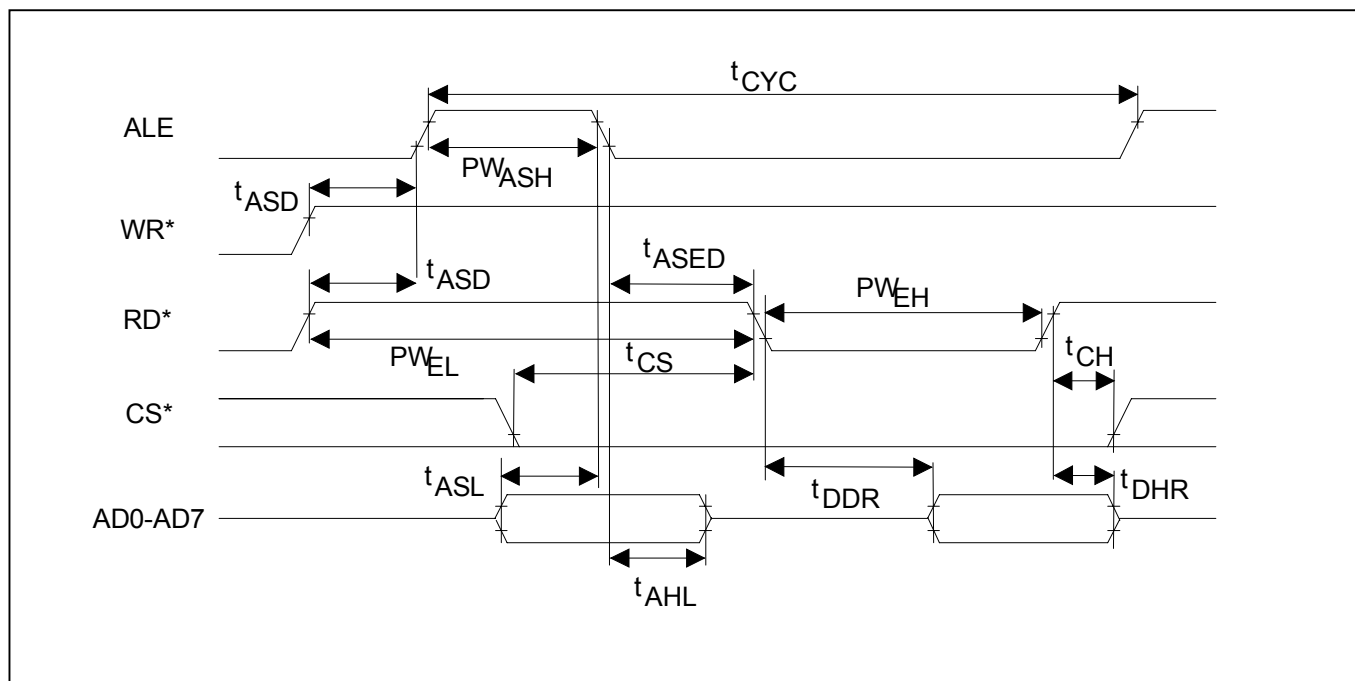 tCYC
ALE
PWASH
tASD
WR*
tASED
tASD
PWEH
RD*
PWEL
tCS
tCH
CS*
tASL
tDDR
tDHR
AD0-AD7
tAHL